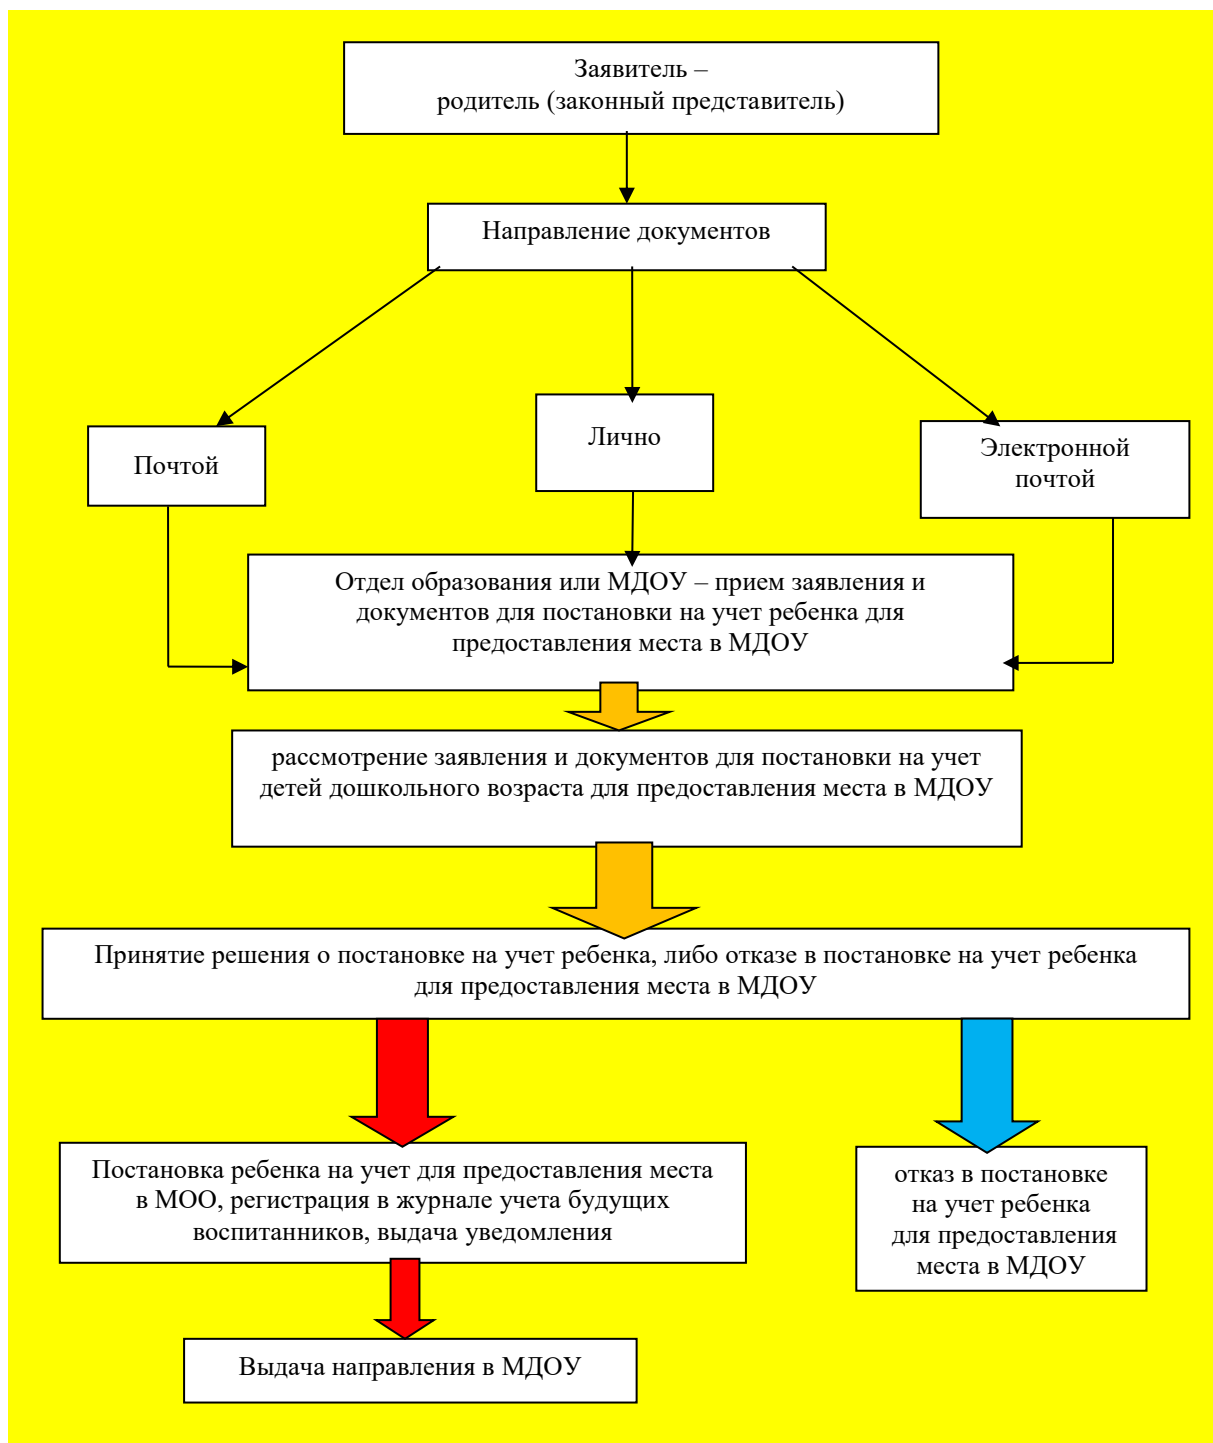 Заявитель –
родитель (законный представитель)
Направление документов
Почтой
Лично
Электронной
почтой
Отдел образования или МДОУ – прием заявления и
документов для постановки на учет ребенка для
предоставления места в МДОУ
рассмотрение заявления и документов для постановки на учет
детей дошкольного возраста для предоставления места в МДОУ
Принятие решения о постановке на учет ребенка, либо отказе в постановке на учет ребенка
для предоставления места в МДОУ
Постановка ребенка на учет для предоставления места
в МОО, регистрация в журнале учета будущих
воспитанников, выдача уведомления
отказ в постановке
на учет ребенка
для предоставления
места в МДОУ
Выдача направления в МДОУ